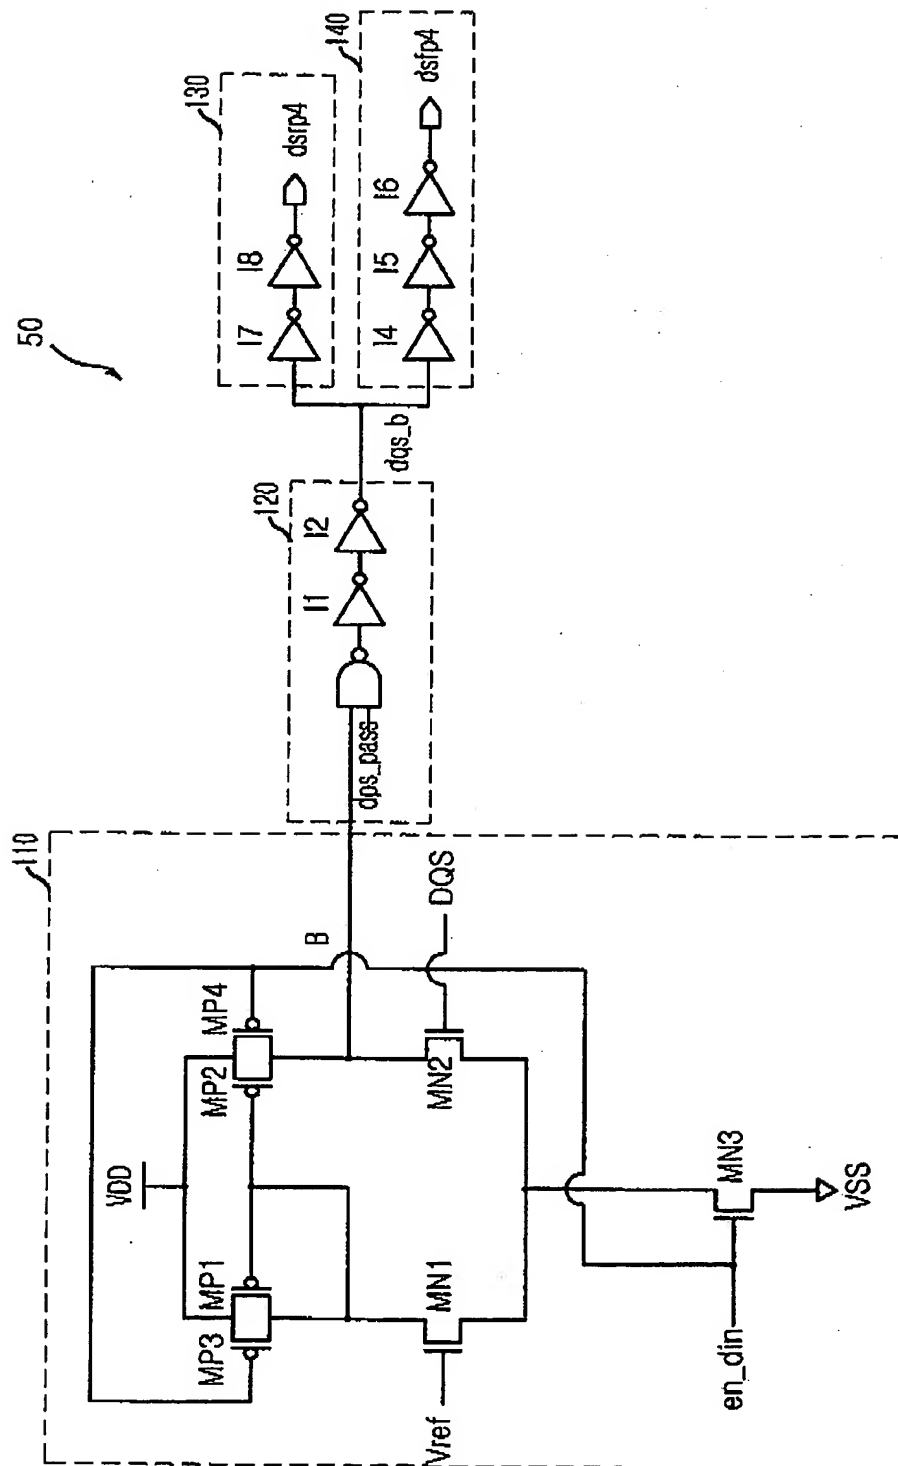 50
110
120
130
140
VDD
MP3
MP1
MP2
MP4
B
Vref
MN1
MN2
DQS
en_din
MN3
VSS
dps_pass
I1
I2
dqs_b
I7
I8
dsrp4
I4
I5
I6
dsfp4